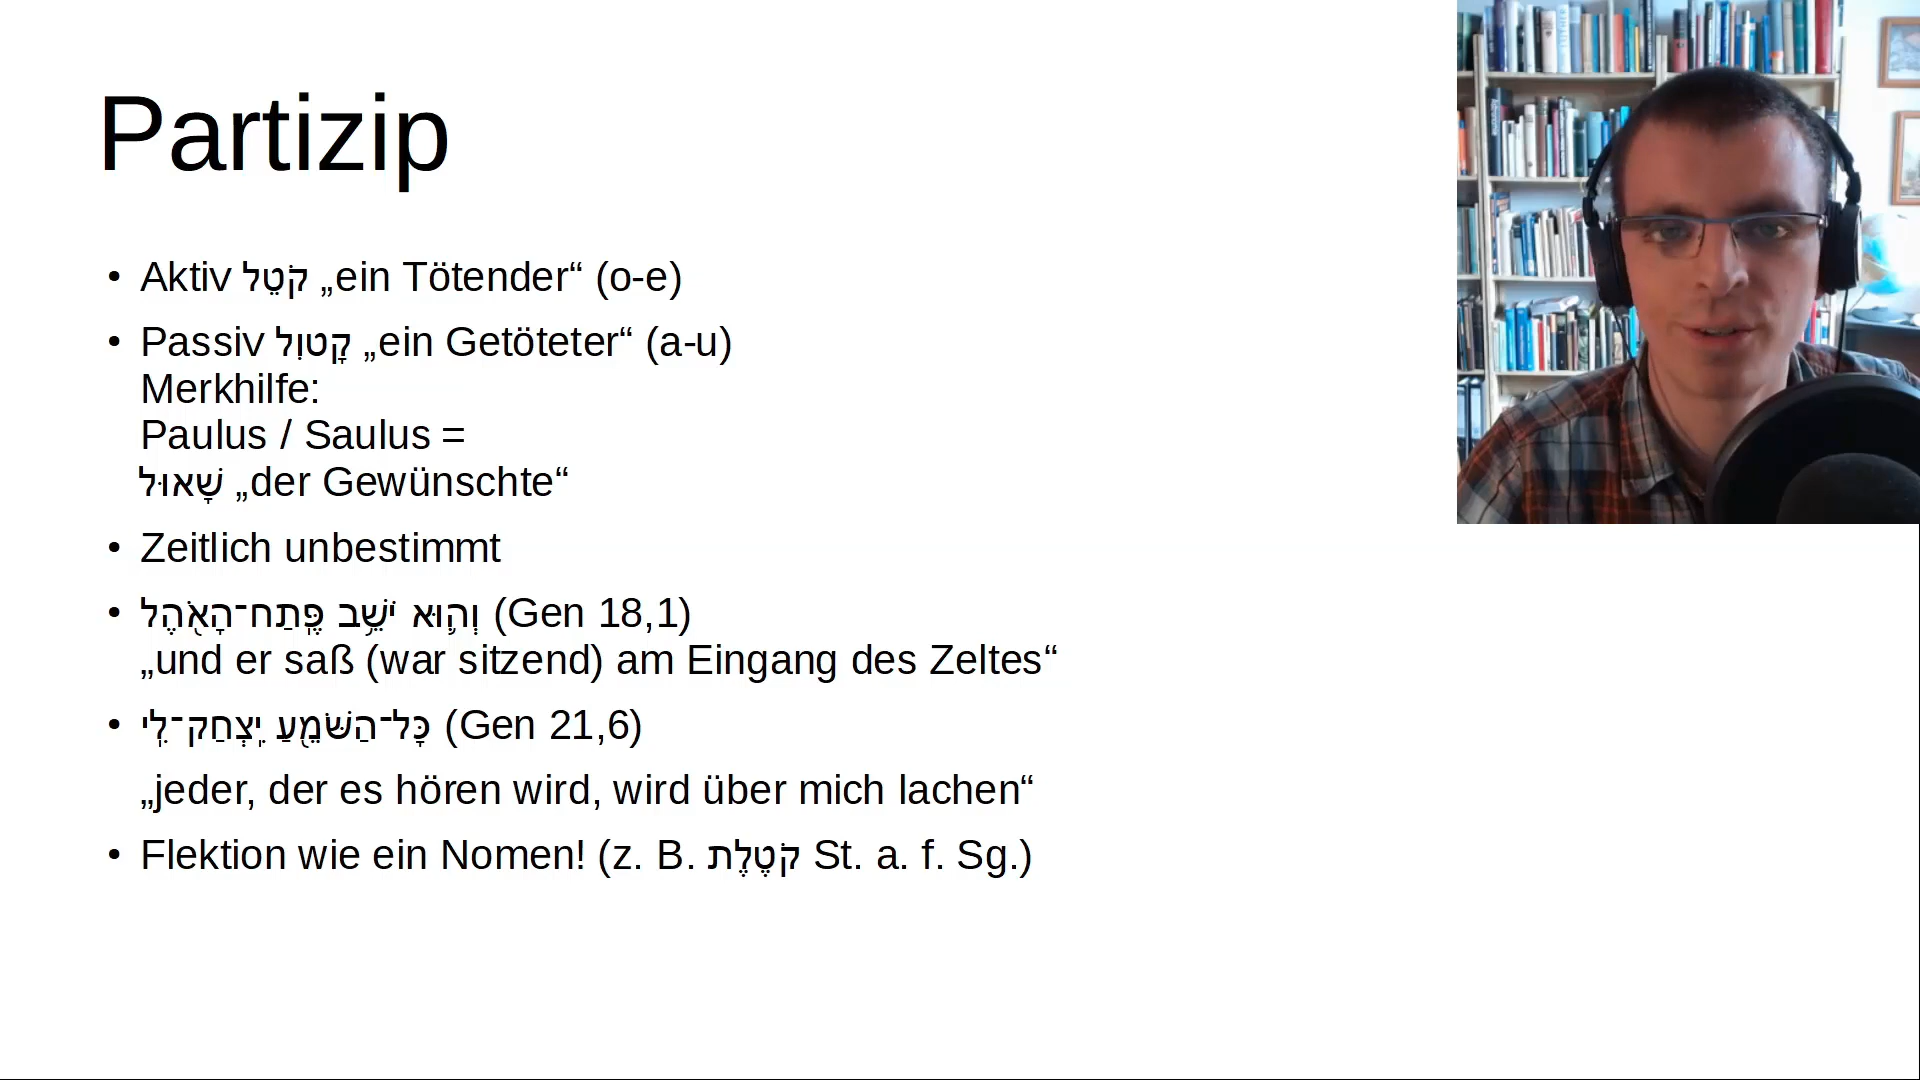 Partizip
• Aktiv קֹטֵל „ein Tötender“ (o-e)
• Passiv קָטוּל „ein Getöteter“ (a-u)
Merkhilfe:
Paulus / Saulus =
שָׁאוּל „der Gewünschte“
• Zeitlich unbestimmt
• וְה֛וּא יֹשֵׁ֥ב פֶּֽתַח־הָאֹ֖הֶל (Gen 18,1)
„und er saß (war sitzend) am Eingang des Zeltes“
• כָּל־הַשֹּׁמֵ֖עַ יִֽצְחַק־לִֽי (Gen 21,6)
„jeder, der es hören wird, wird über mich lachen“
• Flektion wie ein Nomen! (z. B. קֹטֶלֶת St. a. f. Sg.)